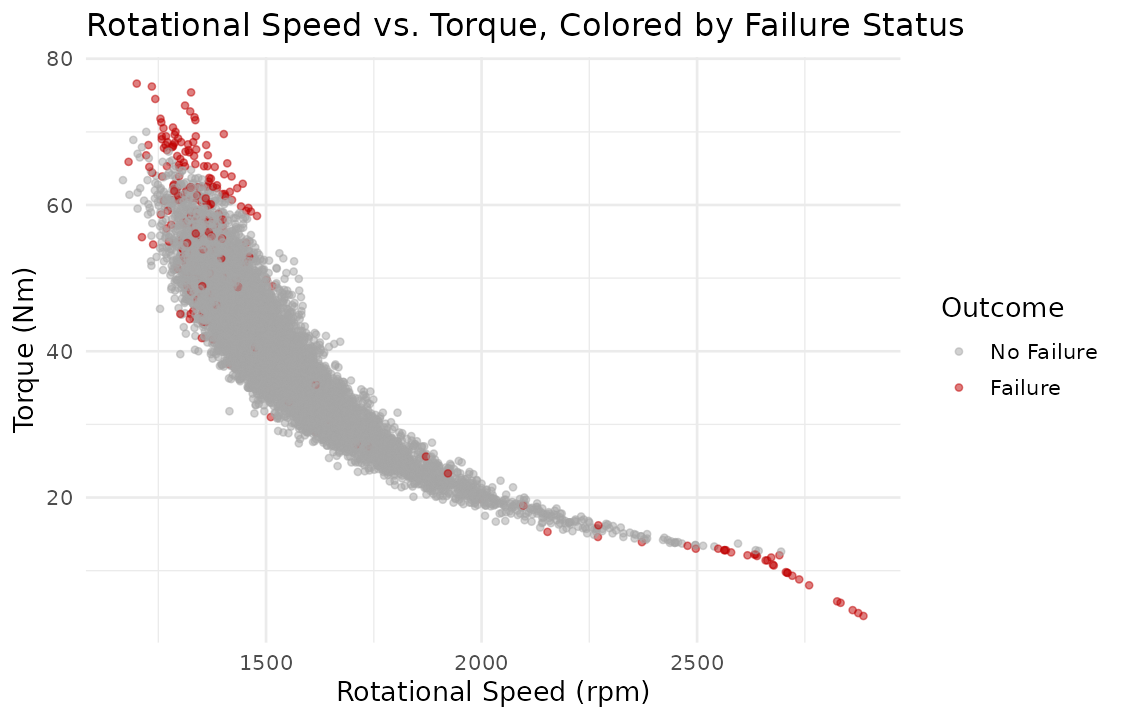 Rotational Speed vs. Torque, Colored by Failure Status
80
60
40
20
Torque (Nm)
1500 2000 2500
Rotational Speed (rpm)
Outcome
No Failure
Failure